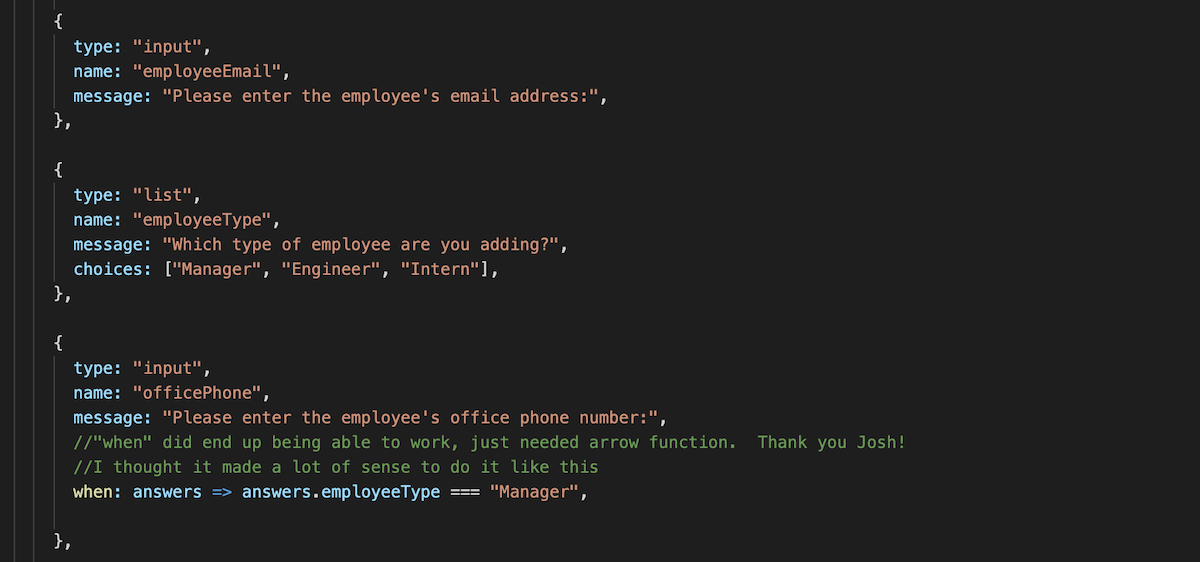 {
type: "input",
name: "employeeEmail",
message: "Please enter the employee's email address:",
},
{
type: "list",
name: "employeeType",
message: "Which type of employee are you adding?",
choices: ["Manager", "Engineer", "Intern"],
},
{
type: "input",
name: "officePhone",
message: "Please enter the employee's office phone number:",
//"when" did end up being able to work, just needed arrow function.  Thank you Josh!
//I thought it made a lot of sense to do it like this
when: answers => answers.employeeType === "Manager",
},